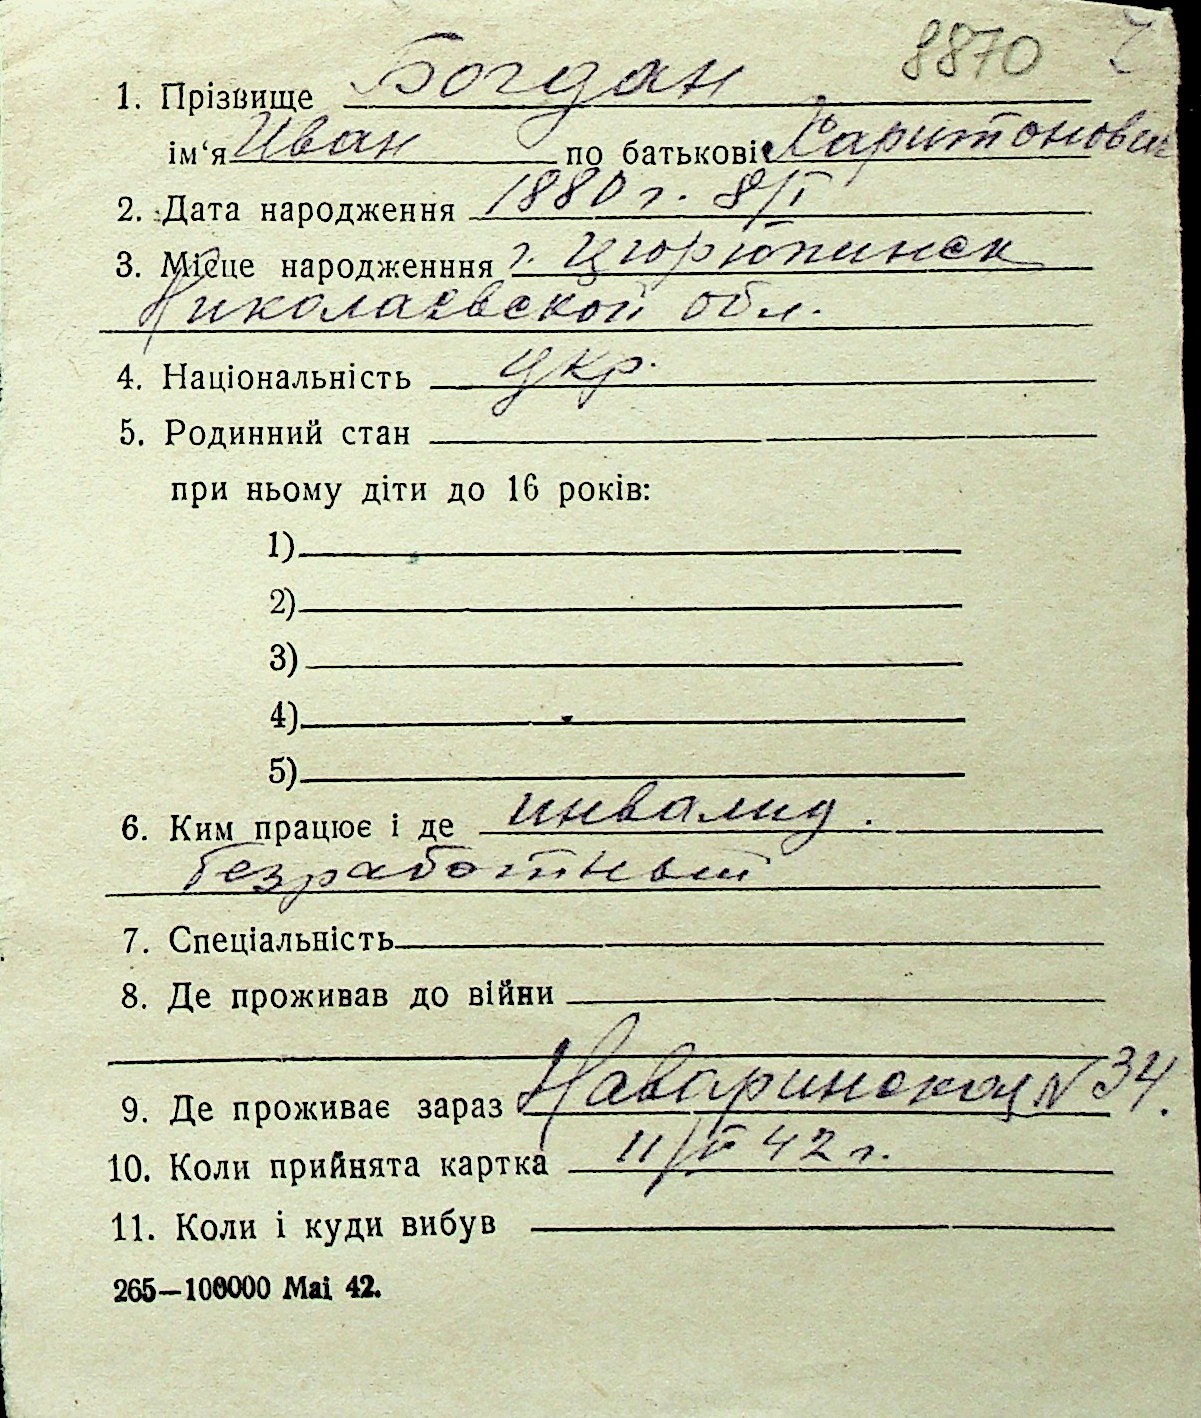 8870
1. Прізвище Богдан
ім‘я Иван по батькові Харитонович
2. Дата народження 1880 г. 8/I
3. Місце народженння г. Цюрюпинск
Николаевской обл.
4. Національність укр.
5. Родинний стан
при ньому діти до 16 років:
1)
2)
3)
4)
5)
6. Ким працює і де инвалид.
безработный
7. Спеціальність
8. Де проживав до війни
9. Де проживає зараз Наваринская N 34.
10. Коли прийнята картка 42 г.
11. Коли і куди вибув
265—100000 Mai 42.